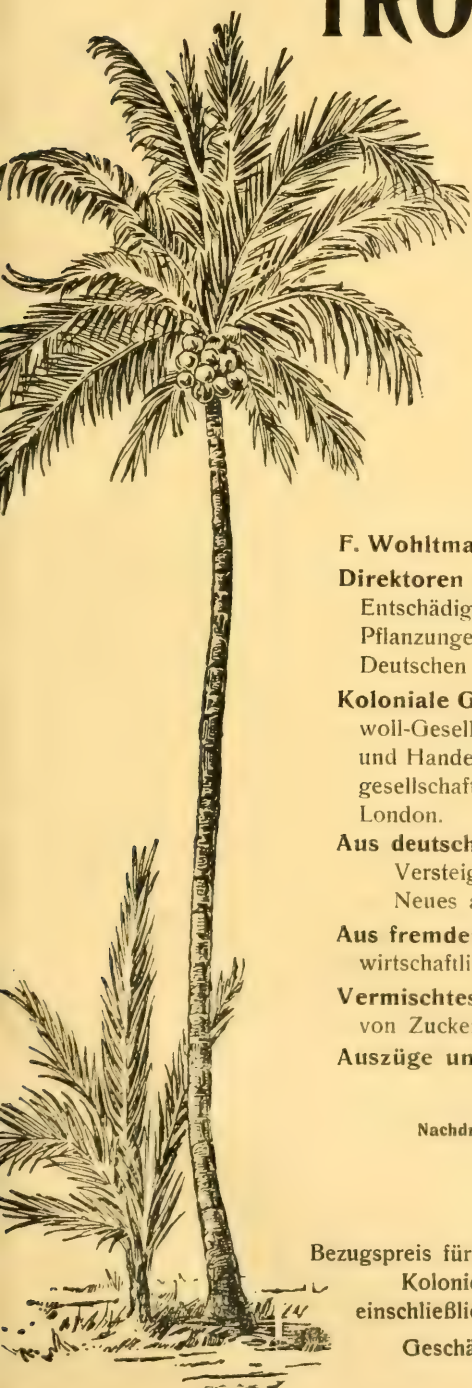 TRO
F. Wohltma
Direktoren
Entschädig
Pflanzunge
Deutschen
Koloniale G
woll-Gesell
und Hande
gesellschaft
London.
Aus deutsch
Versteig
Neues a
Aus fremde
wirtschaftli
Vermischtes
von Zucke
Auszüge un
Nachdr
Bezugspreis für
Kolonie
einschließlic
Geschä